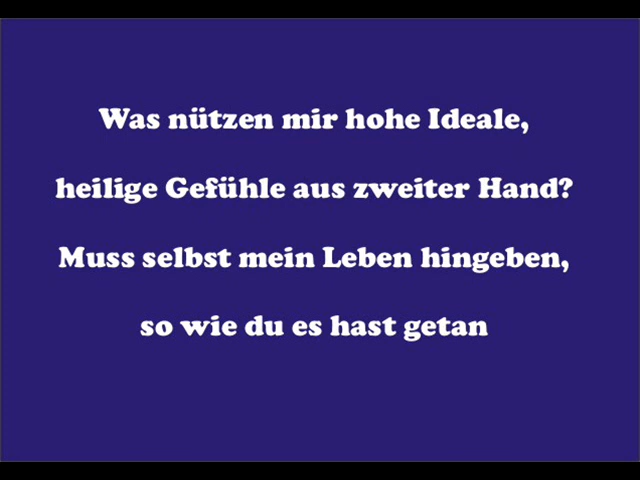 Was nützen mir hohe Ideale,
heilige Gefühle aus zweiter Hand?
Muss selbst mein Leben hingeben,
so wie du es hast getan